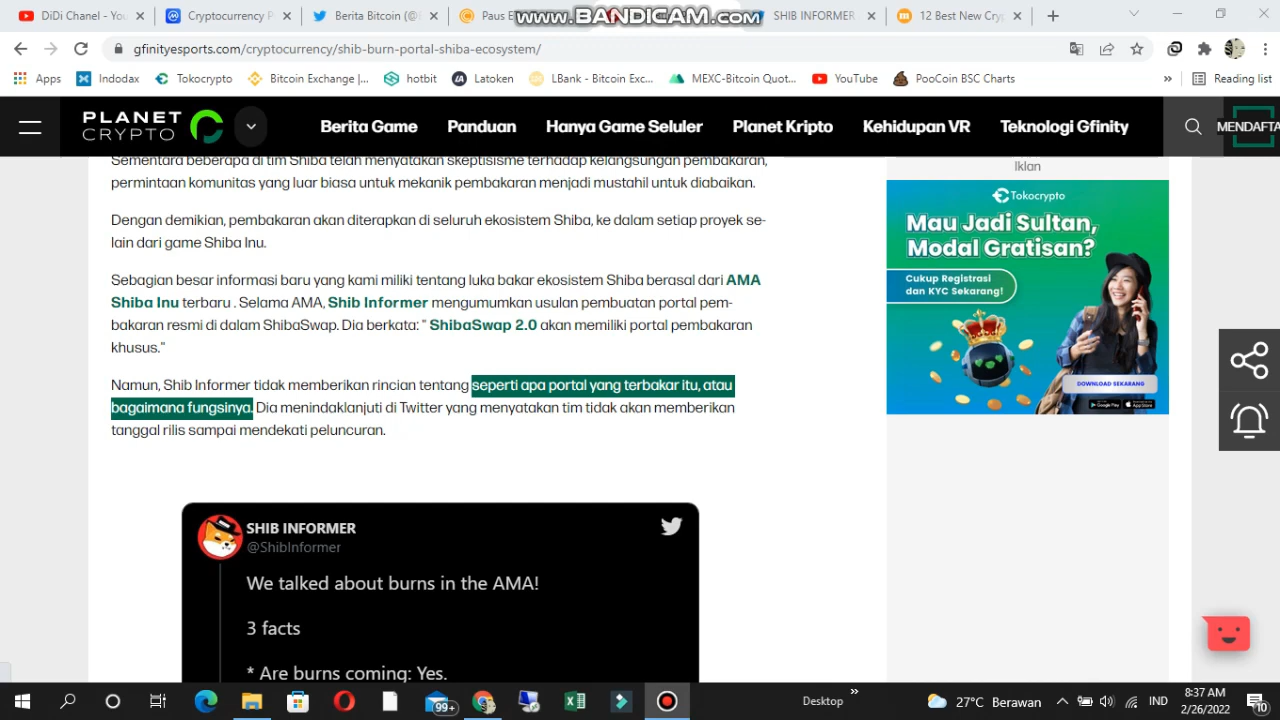 DiDi Chanel - You
Cryptocurrency P
Berita Bitcoin (@
Paus E
www.BANDICAM.com
SHIB INFORMER
12 Best New Cry
gfinityesports.com/cryptocurrency/shib-burn-portal-shiba-ecosystem/
Apps
Indodax
Tokocrypto
Bitcoin Exchange |...
hotbit
Latoken
LBank - Bitcoin Exc...
MEXC-Bitcoin Quot...
YouTube
PooCoin BSC Charts
»
Reading list
PLANET
CRYPTO
Berita Game
Panduan
Hanya Game Seluler
Planet Kripto
Kehidupan VR
Teknologi Gfinity
MENDAFTA
Sementara beberapa di tim Shiba telah menyatakan skeptisisme terhadap kelangsungan pembakaran,
permintaan komunitas yang luar biasa untuk mekanik pembakaran menjadi mustahil untuk diabaikan.
Dengan demikian, pembakaran akan diterapkan di seluruh ekosistem Shiba, ke dalam setiap proyek se-
lain dari game Shiba Inu.
Sebagian besar informasi baru yang kami miliki tentang luka bakar ekosistem Shiba berasal dari AMA
Shiba Inu terbaru . Selama AMA, Shib Informer mengumumkan usulan pembuatan portal pem-
bakaran resmi di dalam ShibaSwap. Dia berkata: " ShibaSwap 2.0 akan memiliki portal pembakaran
khusus."
Namun, Shib Informer tidak memberikan rincian tentang seperti apa portal yang terbakar itu, atau
bagaimana fungsinya. Dia menindaklanjuti di Twitter yang menyatakan tim tidak akan memberikan
tanggal rilis sampai mendekati peluncuran.
Iklan
Tokocrypto
Mau Jadi Sultan,
Modal Gratisan?
Cukup Registrasi
dan KYC Sekarang!
DOWNLOAD SEKARANG
Google Play
App Store
SHIB INFORMER
@ShibInformer
We talked about burns in the AMA!
3 facts
* Are burns coming: Yes.
99+
Desktop
»
27°C Berawan
IND
8:37 AM
2/26/2022
10